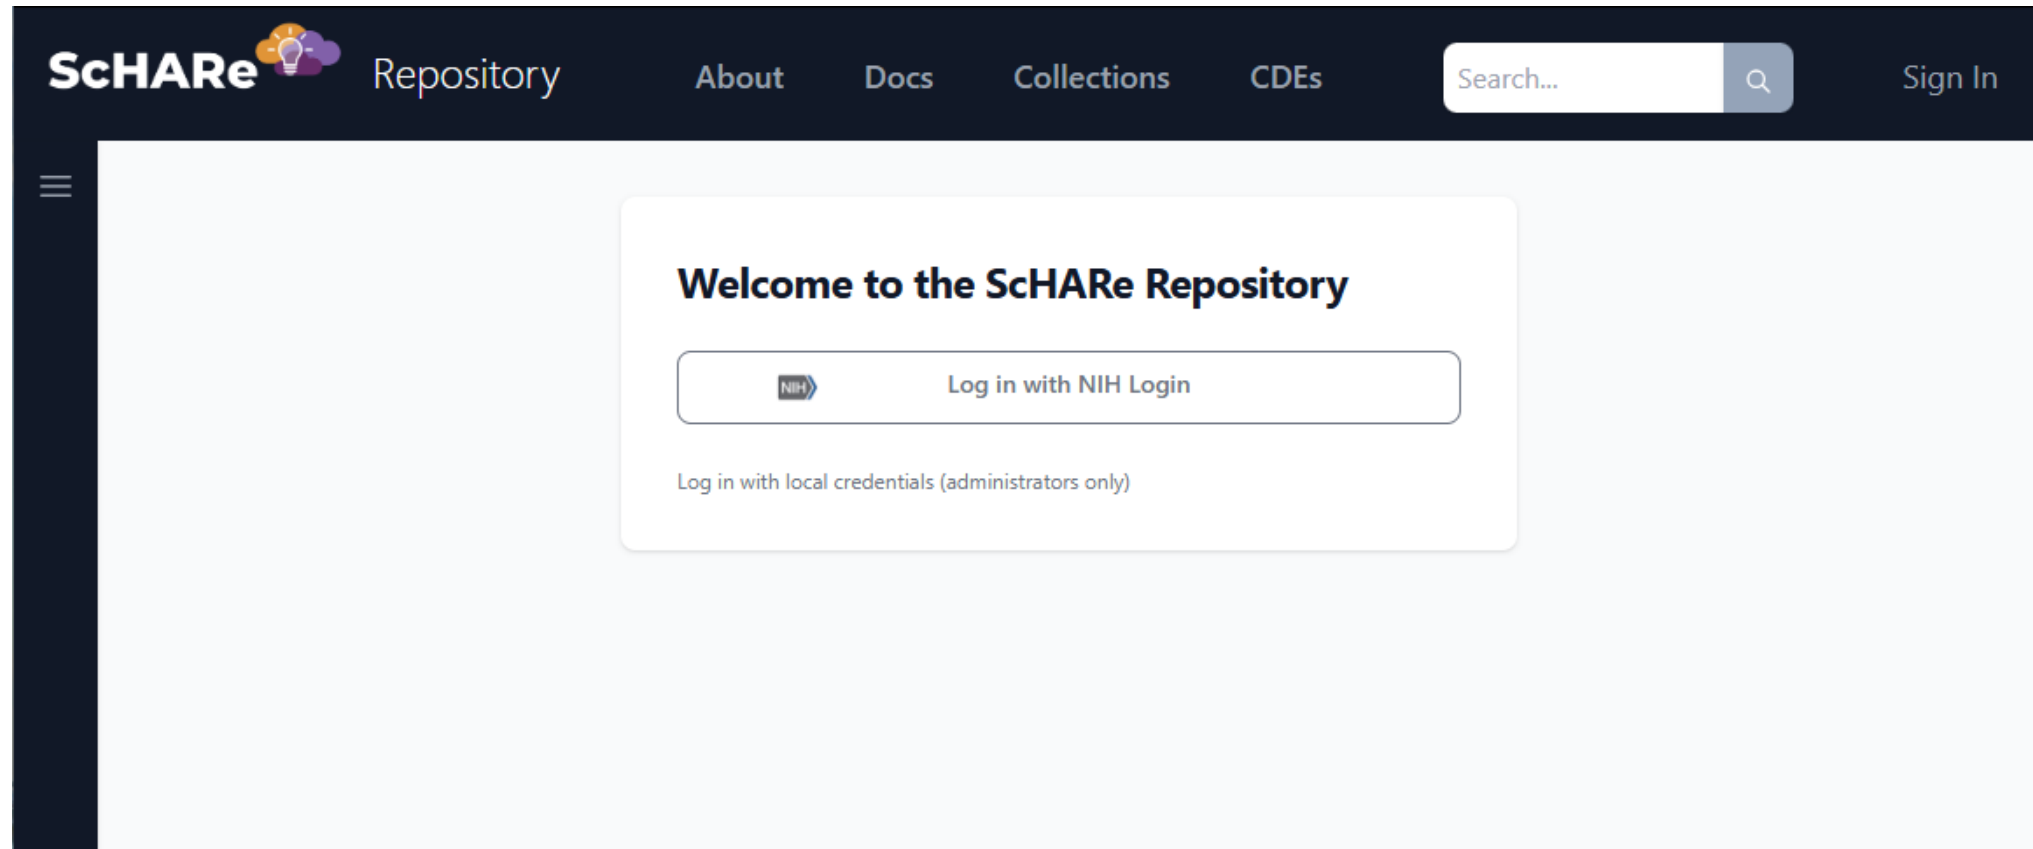 ScHARe Repository About Docs Collections CDEs Search... Sign In
Welcome to the ScHARe Repository
NIH Log in with NIH Login
Log in with local credentials (administrators only)